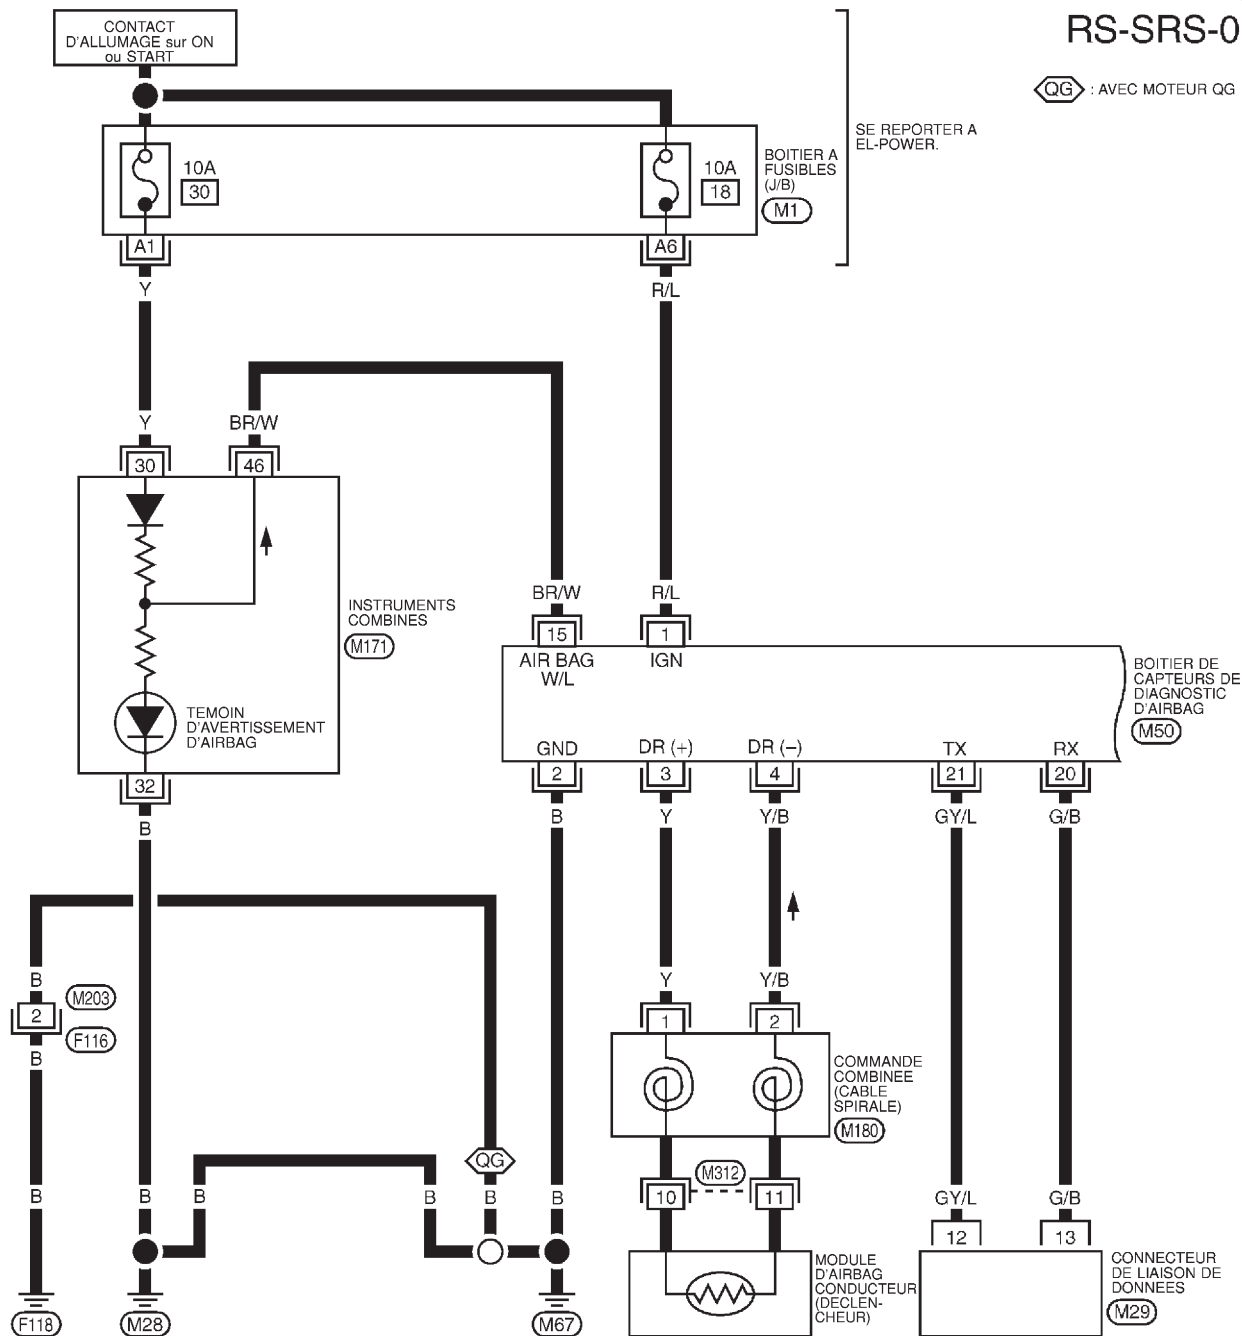 CONTACT
D'ALLUMAGE sur ON
ou START
RS-SRS-0
QG : AVEC MOTEUR QG
SE REPORTER A
EL-POWER.
10A
30
10A
18
BOITIER A
FUSIBLES
(J/B)
M1
A1
A6
Y
R/L
Y
BR/W
30
46
BR/W
R/L
INSTRUMENTS
COMBINES
M171
15
1
AIR BAG
W/L
IGN
BOITIER DE
CAPTEURS DE
DIAGNOSTIC
D'AIRBAG
M50
TEMOIN
D'AVERTISSEMENT
D'AIRBAG
GND
DR (+)
DR (–)
TX
RX
32
2
3
4
21
20
B
B
Y
Y/B
GY/L
G/B
B
Y
Y/B
M203
2
F116
B
1
2
COMMANDE
COMBINEE
(CABLE
SPIRALE)
M180
QG
M312
10
11
B
B
B
B
B
B
GY/L
G/B
12
13
MODULE
D'AIRBAG
CONDUCTEUR
(DECLEN-
CHEUR)
CONNECTEUR
DE LIAISON DE
DONNEES
M29
F118
M28
M67